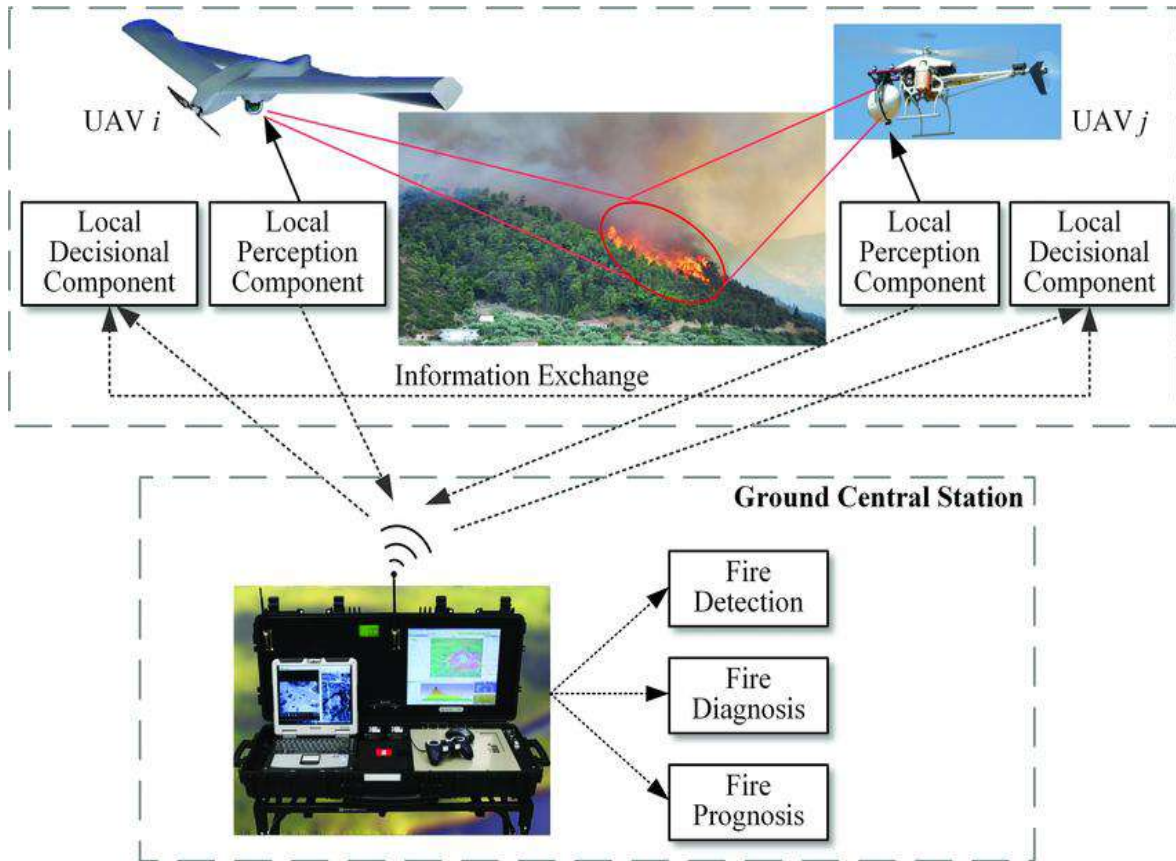 UAV i
UAV j
Local
Decisional
Component
Local
Perception
Component
Local
Perception
Component
Local
Decisional
Component
Information Exchange
Ground Central Station
Fire
Detection
Fire
Diagnosis
Fire
Prognosis